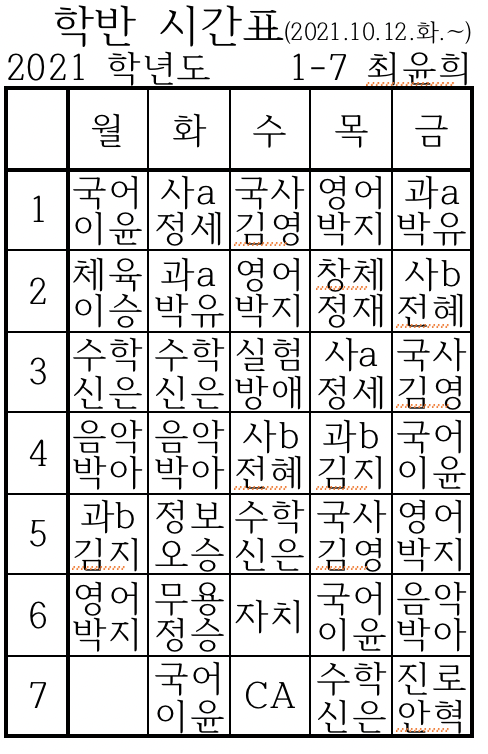 학반 시간표(2021.10.12.화.~)
2021 학년도 1-7 최윤희
월 화 수 목 금
1 국어 사a 국사 영어 과a
이윤 정세 김영 박지 박유
2 체육 과a 영어 창체 사b
이승 박유 박지 정재 전혜
3 수학 수학 실험 사a 국사
신은 신은 방애 정세 김영
4 음악 음악 사b 과b 국어
박아 박아 전혜 김지 이윤
5 과b 정보 수학 국사 영어
김지 오승 신은 김영 박지
6 영어 무용 자치 국어 음악
박지 정승 이윤 박아
7 국어 CA 수학 진로
이윤 신은 안혁